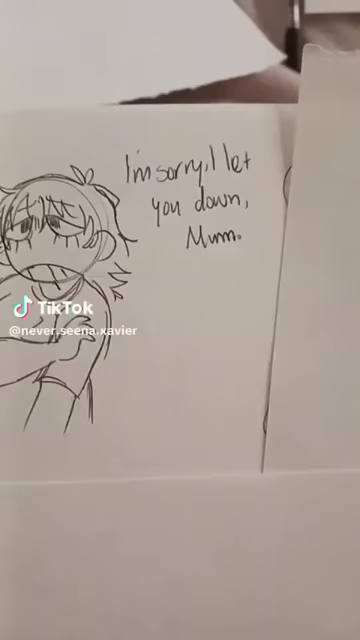 I'm sorry, I let
you down,
Mum.
TikTok
@never.seena.xavier